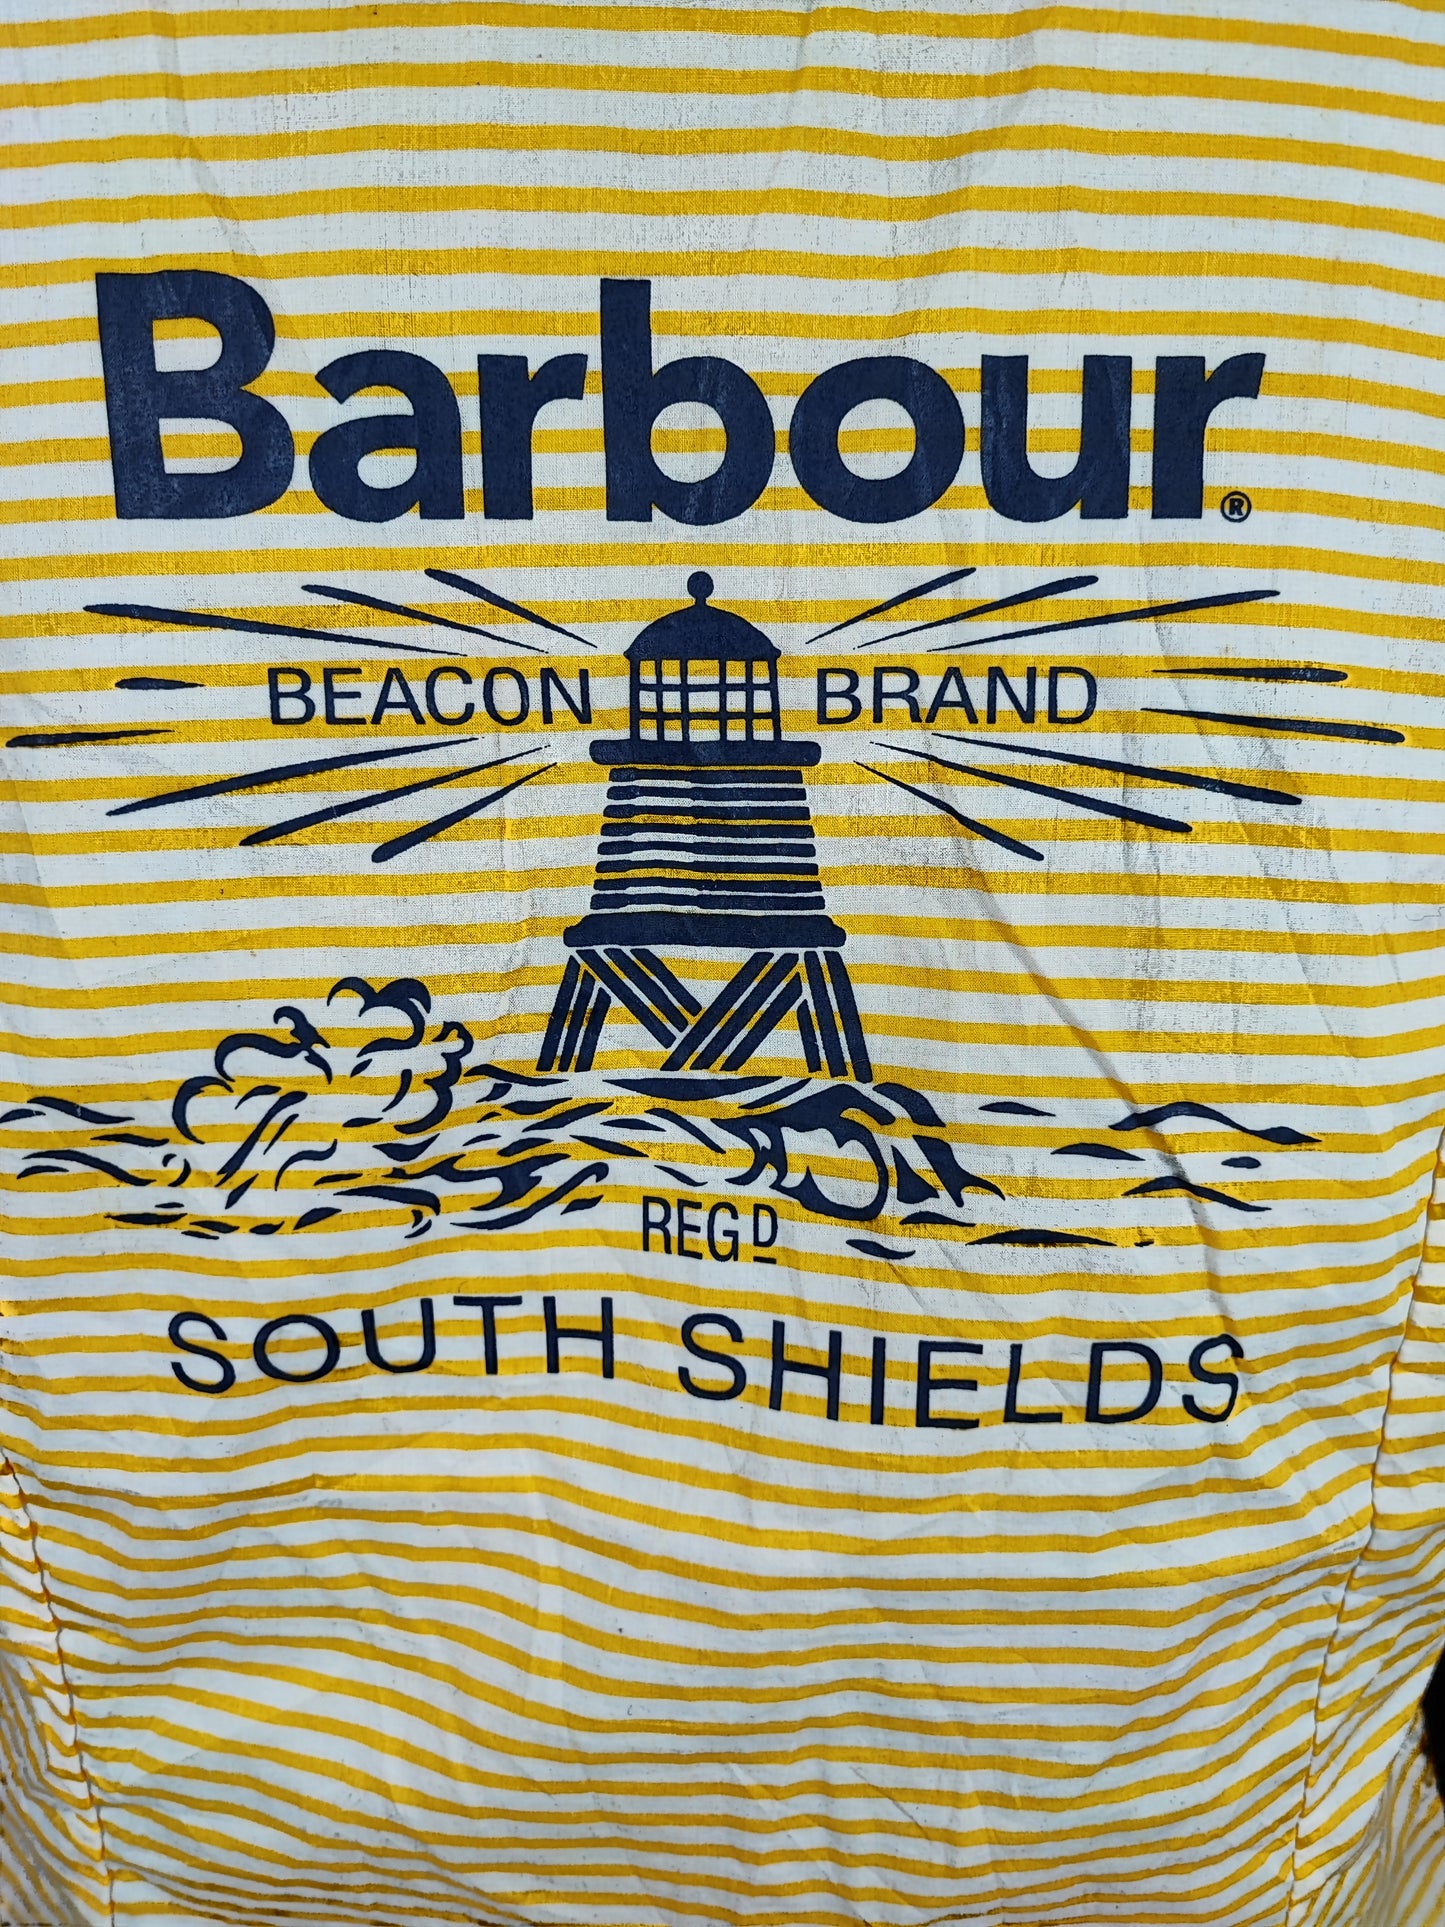 Barbour®
BEACON BRAND
REGD
SOUTH SHIELDS